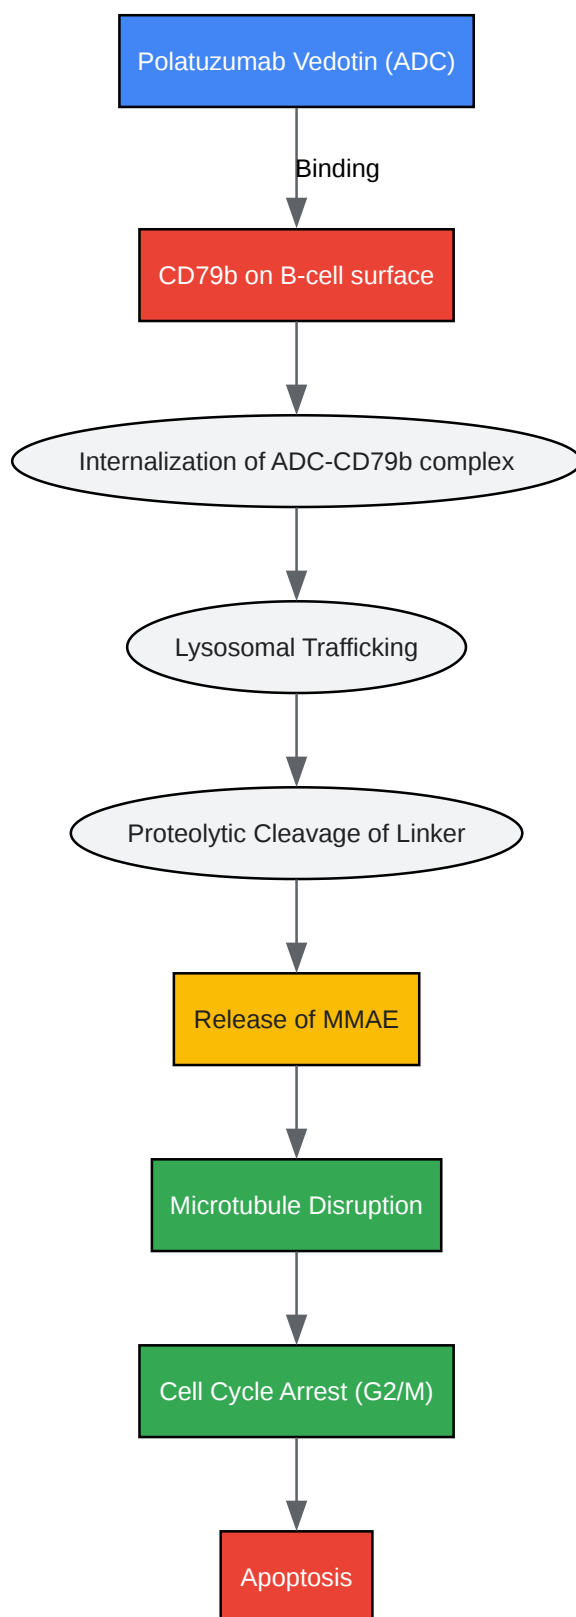 Polatuzumab Vedotin (ADC)
Binding
CD79b on B-cell surface
Internalization of ADC-CD79b complex
Lysosomal Trafficking
Proteolytic Cleavage of Linker
Release of MMAE
Microtubule Disruption
Cell Cycle Arrest (G2/M)
Apoptosis